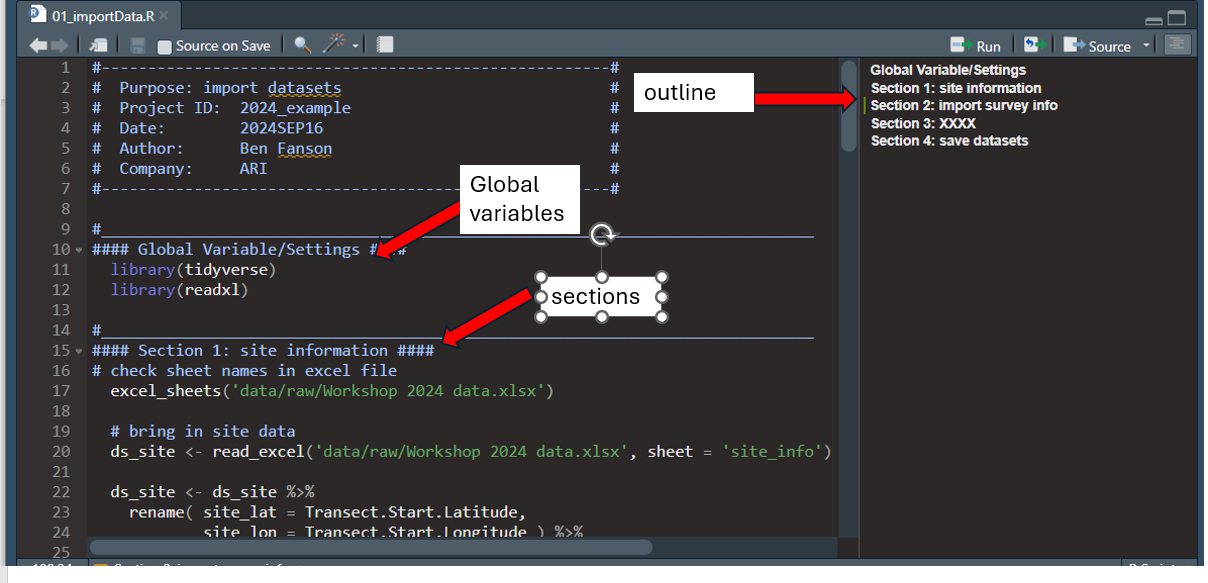 01_importData.R
Source on Save
Run
Source
1 #------------------------------------------------------#
2 #  Purpose: import datasets #
3 #  Project ID:  2024_example #
4 #  Date:        2024SEP16 #
5 #  Author:      Ben Fanson #
6 #  Company:     ARI #
7 #------------------------------------------------------#
8
9 #______________________________________________
10 #### Global Variable/Settings ####
11 library(tidyverse)
12 library(readxl)
13
14 #______________________________________________
15 #### Section 1: site information ####
16 # check sheet names in excel file
17 excel_sheets('data/raw/Workshop 2024 data.xlsx')
18
19 # bring in site data
20 ds_site <- read_excel('data/raw/Workshop 2024 data.xlsx', sheet = 'site_info')
21
22 ds_site <- ds_site %>%
23 rename( site_lat = Transect.Start.Latitude,
24 site_lon = Transect.Start.Longitude ) %>%
25
outline
Global
variables
sections
Global Variable/Settings
Section 1: site information
Section 2: import survey info
Section 3: XXXX
Section 4: save datasets